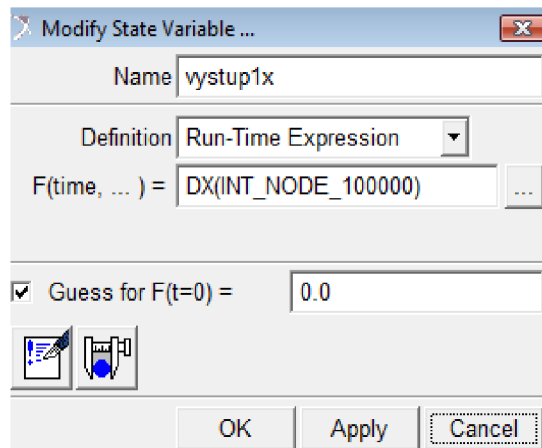 Modify State Variable ...
Name vystup1x
Definition Run-Time Expression
F(time, ... ) = DX(INT_NODE_100000) ...
Guess for F(t=0) = 0.0
OK Apply Cancel